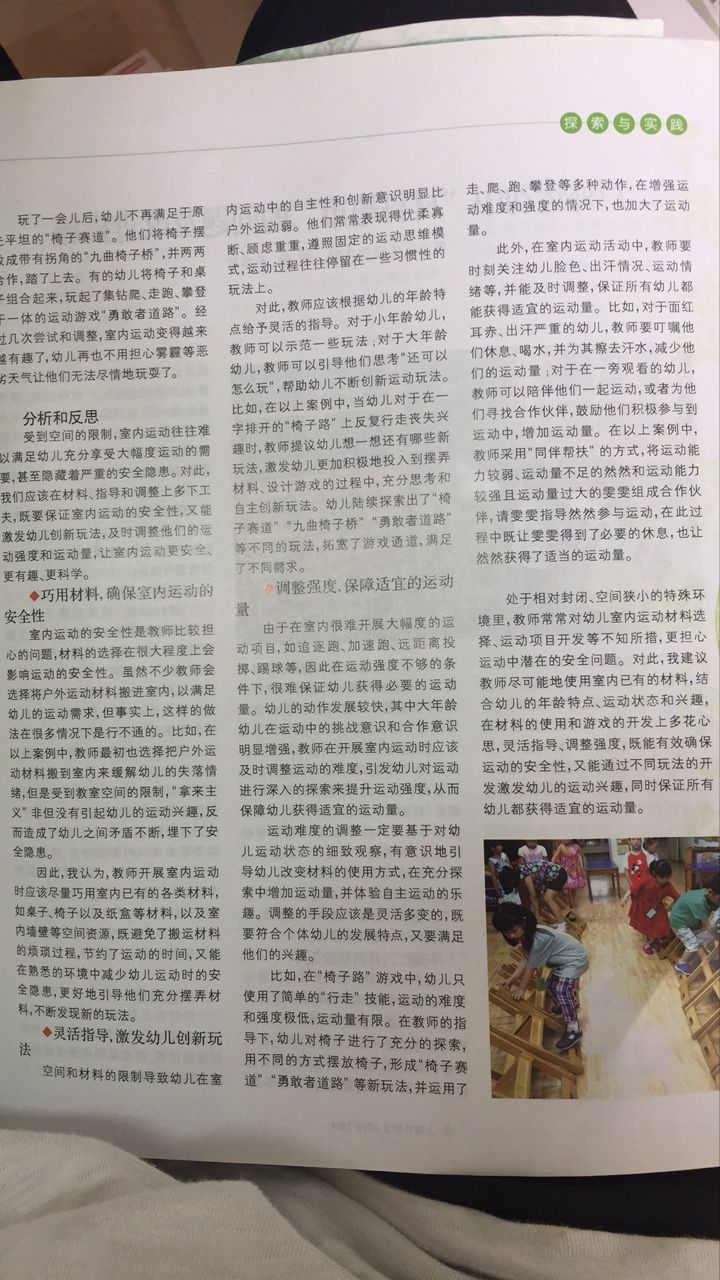 探索与实践
玩了一会儿后,幼儿不再满足于原
平坦的“椅子赛道”。他们将椅子摆
成带有拐角的“九曲椅子桥”,并两两
合作,踏了上去。有的幼儿将椅子和桌
子组合起来,玩起了集钻爬、走跑、攀登
于一体的运动游戏“勇敢者道路”。经
过几次尝试和调整,室内运动变得越来
越有趣了,幼儿再也不用担心雾霾等恶
劣天气让他们无法尽情地玩耍了。
分析和反思
受到空间的限制,室内运动往往难
以满足幼儿充分享受大幅度运动的需
要,甚至隐藏着严重的安全隐患。对此,
我们应该在材料、指导和调整上多下工
夫,既要保证室内运动的安全性,又能
激发幼儿创新玩法,及时调整他们的运
动强度和运动量,让室内运动更安全、
更有趣、更科学。
◆巧用材料,确保室内运动的
安全性
室内运动的安全性是教师比较担
心的问题,材料的选择在很大程度上会
影响运动的安全性。虽然不少教师会
选择将户外运动材料搬进室内,以满足
幼儿的运动需求,但事实上,这样的做
法在很多情况下是行不通的。比如,在
以上案例中,教师最初也选择把户外运
动材料搬到室内来缓解幼儿的失落情
绪,但是受到教室空间的限制,“拿来主
义”非但没有引起幼儿的运动兴趣,反
而造成了幼儿之间矛盾不断,埋下了安
全隐患。
因此,我认为,教师开展室内运动
时应该尽量巧用室内已有的各类材料,
如桌子、椅子以及纸盒等材料,以及室
内墙壁等空间资源,既避免了搬运材料
的烦琐过程,节约了运动的时间,又能
在熟悉的环境中减少幼儿运动时的安
全隐患,更好地引导他们充分摆弄材
料,不断发现新的玩法。
◆灵活指导,激发幼儿创新玩
法
空间和材料的限制导致幼儿在室
内运动中的自主性和创新意识明显比
户外运动弱。他们常常表现得优柔寡
断、顾虑重重,遵照固定的运动思维模
式,运动过程往往停留在一些习惯性的
玩法上。
对此,教师应该根据幼儿的年龄特
点给予灵活的指导。对于小年龄幼儿,
教师可以示范一些玩法;对于大年龄
幼儿,教师可以引导他们思考“还可以
怎么玩”,帮助幼儿不断创新运动玩法。
比如,在以上案例中,当幼儿对于在一
字排开的“椅子路”上反复行走丧失兴
趣时,教师提议幼儿想一想还有哪些新
玩法,激发幼儿更加积极地投入到摆弄
材料、设计游戏的过程中,充分思考和
自主创新玩法。幼儿陆续探索出了“椅
子赛道”“九曲椅子桥”“勇敢者道路”
等不同的玩法,拓宽了游戏通道,满足
了不同需求。
◆调整强度,保障适宜的运动
量
由于在室内很难开展大幅度的运
动项目,如追逐跑、加速跑、远距离投
掷、踢球等,因此在运动强度不够的条
件下,很难保证幼儿获得必要的运动
量。幼儿的动作发展较快,其中大年龄
幼儿在运动中的挑战意识和合作意识
明显增强,教师在开展室内运动时应该
及时调整运动的难度,引发幼儿对运动
进行深入的探索来提升运动强度,从而
保障幼儿获得适宜的运动量。
运动难度的调整一定要基于对幼
儿运动状态的细致观察,有意识地引
导幼儿改变材料的使用方式,在充分探
索中增加运动量,并体验自主运动的乐
趣。调整的手段应该是灵活多变的,既
要符合个体幼儿的发展特点,又要满足
他们的兴趣。
比如,在“椅子路”游戏中,幼儿只
使用了简单的“行走”技能,运动的难度
和强度极低,运动量有限。在教师的指
导下,幼儿对椅子进行了充分的探索,
用不同的方式摆放椅子,形成“椅子赛
道”“勇敢者道路”等新玩法,并运用了
走、爬、跑、攀登等多种动作,在增强运
动难度和强度的情况下,也加大了运动
量。
此外,在室内运动活动中,教师要
时刻关注幼儿脸色、出汗情况、运动情
绪等,并能及时调整,保证所有幼儿都
能获得适宜的运动量。比如,对于面红
耳赤、出汗严重的幼儿,教师要叮嘱他
们休息、喝水,并为其擦去汗水,减少他
们的运动量;对于在一旁观看的幼儿,
教师可以陪伴他们一起运动,或者为他
们寻找合作伙伴,鼓励他们积极参与到
运动中,增加运动量。在以上案例中,
教师采用“同伴帮扶”的方式,将运动能
力较弱、运动量不足的然然和运动能力
较强且运动量过大的雯雯组成合作伙
伴,请雯雯指导然然参与运动,在此过
程中既让雯雯得到了必要的休息,也让
然然获得了适当的运动量。
处于相对封闭、空间狭小的特殊环
境里,教师常常对幼儿室内运动材料选
择、运动项目开发等不知所措,更担心
运动中潜在的安全问题。对此,我建议
教师尽可能地使用室内已有的材料,结
合幼儿的年龄特点、运动状态和兴趣,
在材料的使用和游戏的开发上多花心
思,灵活指导、调整强度,既能有效确保
运动的安全性,又能通过不同玩法的开
发激发幼儿的运动兴趣,同时保证所有
幼儿都获得适宜的运动量。